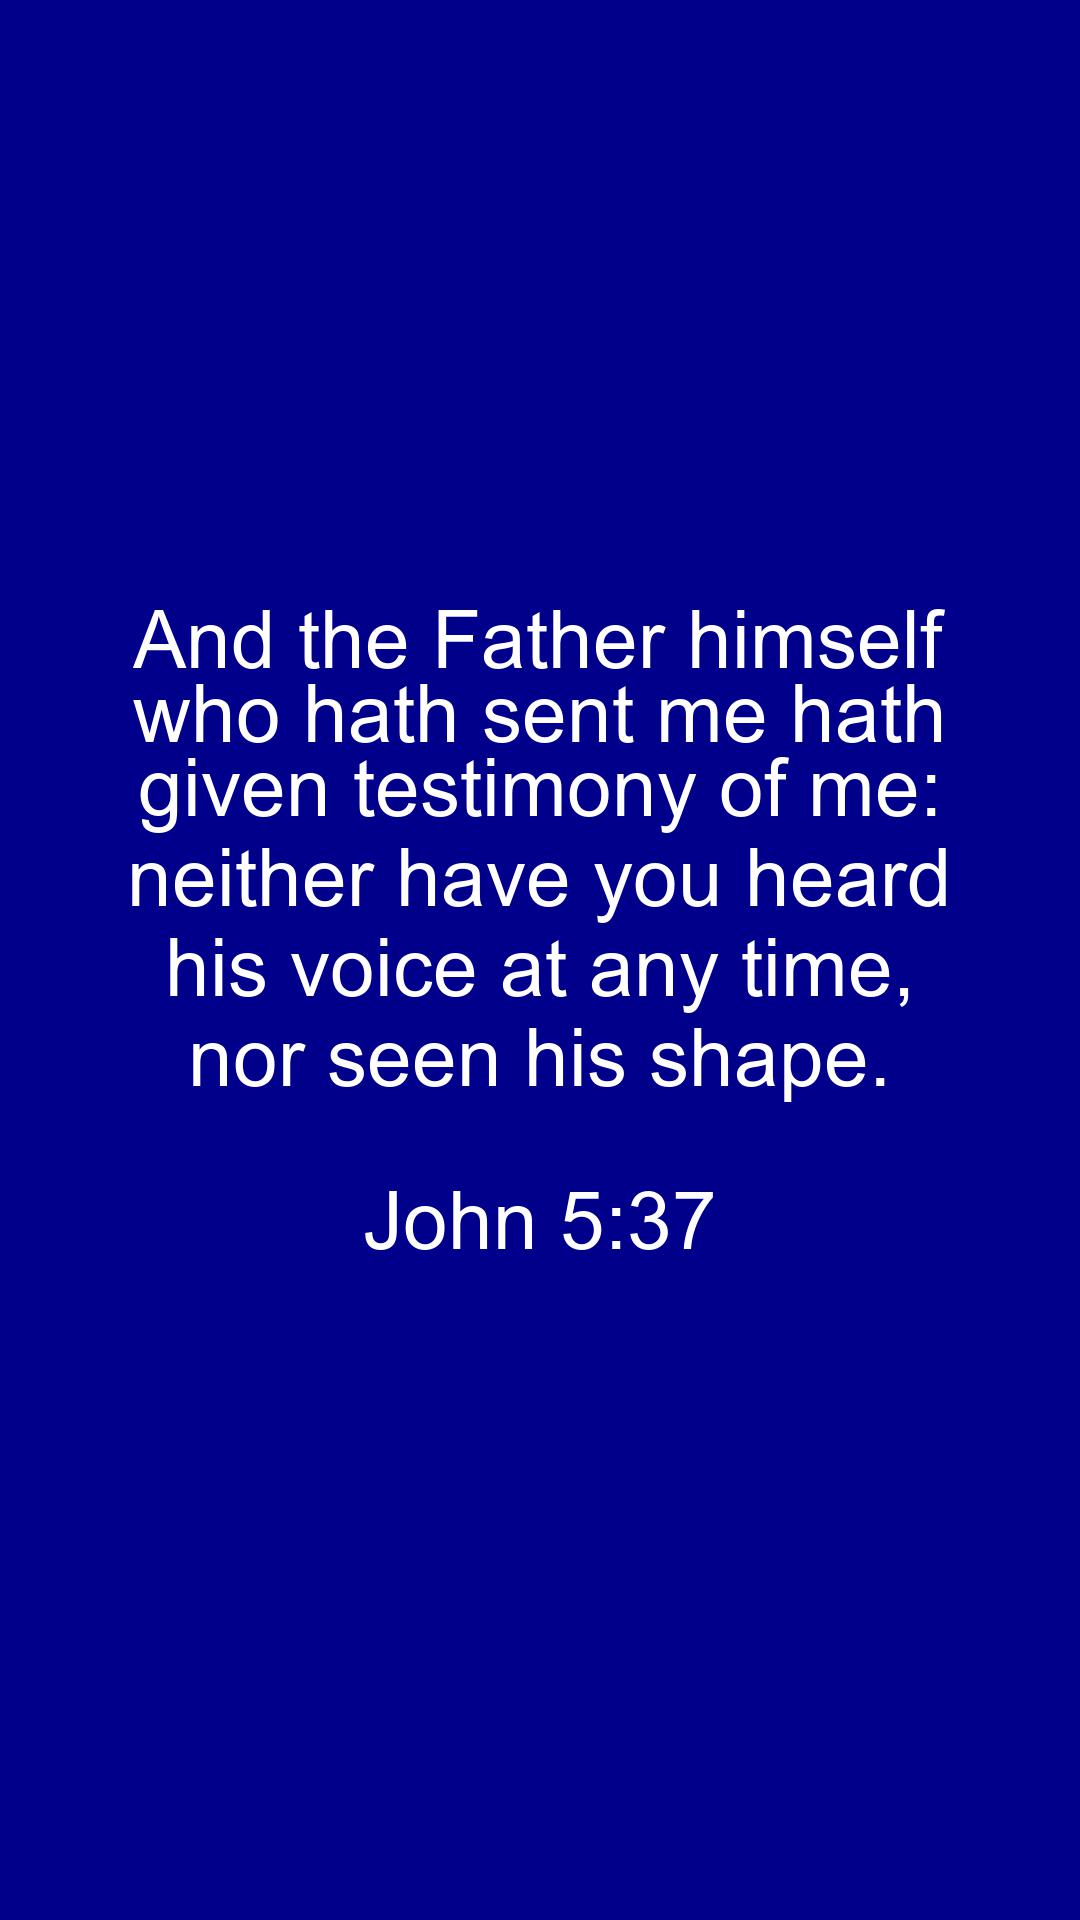 And the Father himself
who hath sent me hath
given testimony of me:
neither have you heard
his voice at any time,
nor seen his shape.
John 5:37